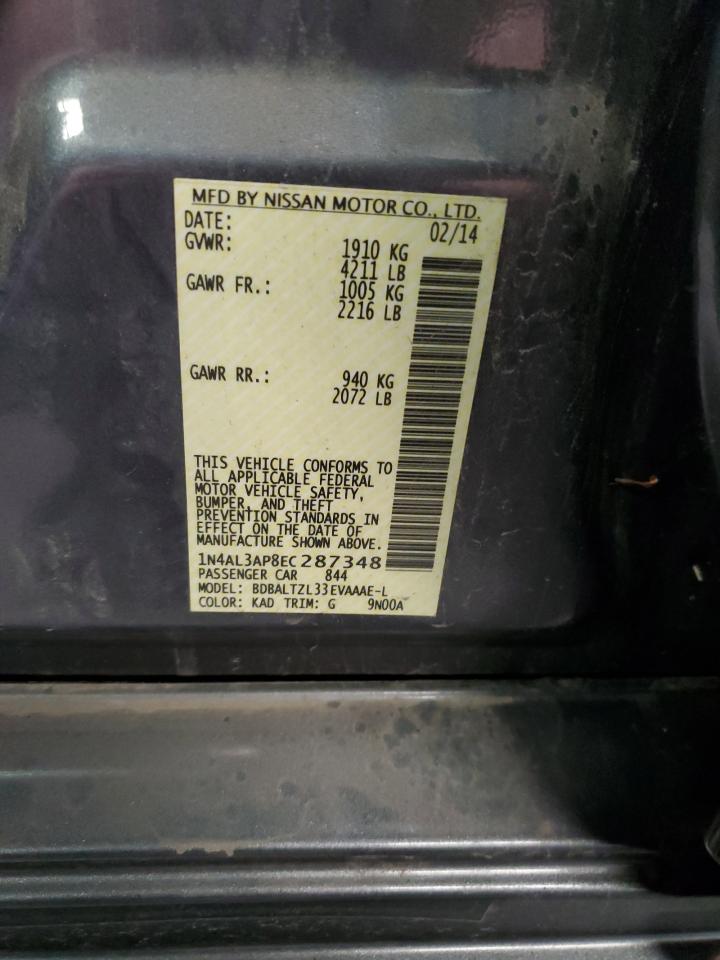 MFD BY NISSAN MOTOR CO., LTD.
DATE: 02/14
GVWR: 1910 KG
4211 LB
GAWR FR.: 1005 KG
2216 LB
GAWR RR.: 940 KG
2072 LB
THIS VEHICLE CONFORMS TO
ALL APPLICABLE FEDERAL
MOTOR VEHICLE SAFETY,
BUMPER, AND THEFT
PREVENTION STANDARDS IN
EFFECT ON THE DATE OF
MANUFACTURE SHOWN ABOVE.
1N4AL3AP8EC287348
PASSENGER CAR 844
MODEL: BDBALTZL33EVAAAE-L
COLOR: KAD TRIM: G 9N00A